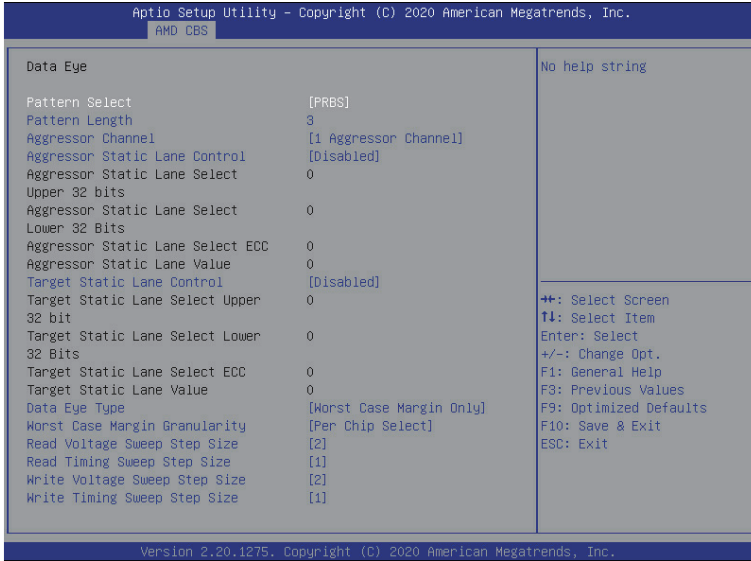 Aptio Setup Utility – Copyright (C) 2020 American Megatrends, Inc.
AMD CBS
Data Eye
No help string
Pattern Select [PRBS]
Pattern Length 3
Aggressor Channel [1 Aggressor Channel]
Aggressor Static Lane Control [Disabled]
Aggressor Static Lane Select 0
Upper 32 bits
Aggressor Static Lane Select 0
Lower 32 Bits
Aggressor Static Lane Select ECC 0
Aggressor Static Lane Value 0
Target Static Lane Control [Disabled]
Target Static Lane Select Upper 0
32 bit
Target Static Lane Select Lower 0
32 Bits
Target Static Lane Select ECC 0
Target Static Lane Value 0
Data Eye Type [Worst Case Margin Only]
Worst Case Margin Granularity [Per Chip Select]
Read Voltage Sweep Step Size [2]
Read Timing Sweep Step Size [1]
Write Voltage Sweep Step Size [2]
Write Timing Sweep Step Size [1]
→←: Select Screen
↑↓: Select Item
Enter: Select
+/-: Change Opt.
F1: General Help
F3: Previous Values
F9: Optimized Defaults
F10: Save & Exit
ESC: Exit
Version 2.20.1275. Copyright (C) 2020 American Megatrends, Inc.